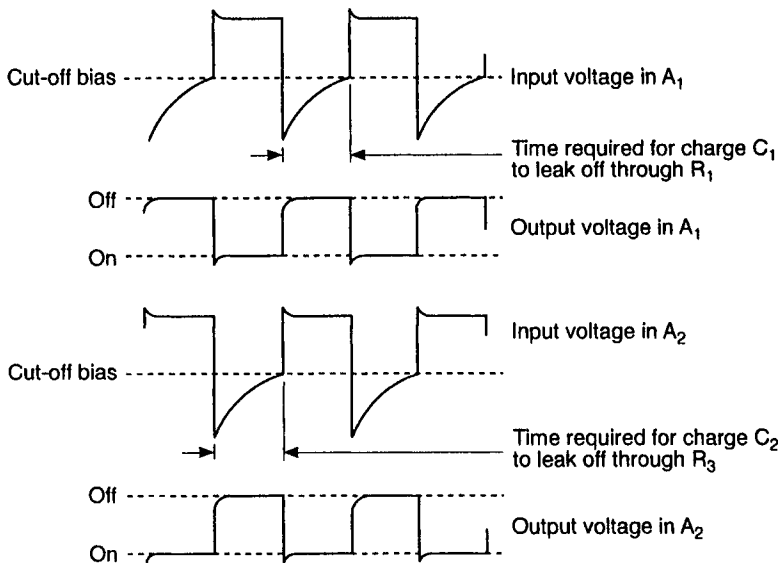 Cut-off bias
Input voltage in A₁
Time required for charge C₁
to leak off through R₁
Off
Output voltage in A₁
On
Input voltage in A₂
Cut-off bias
Time required for charge C₂
to leak off through R₃
Off
Output voltage in A₂
On